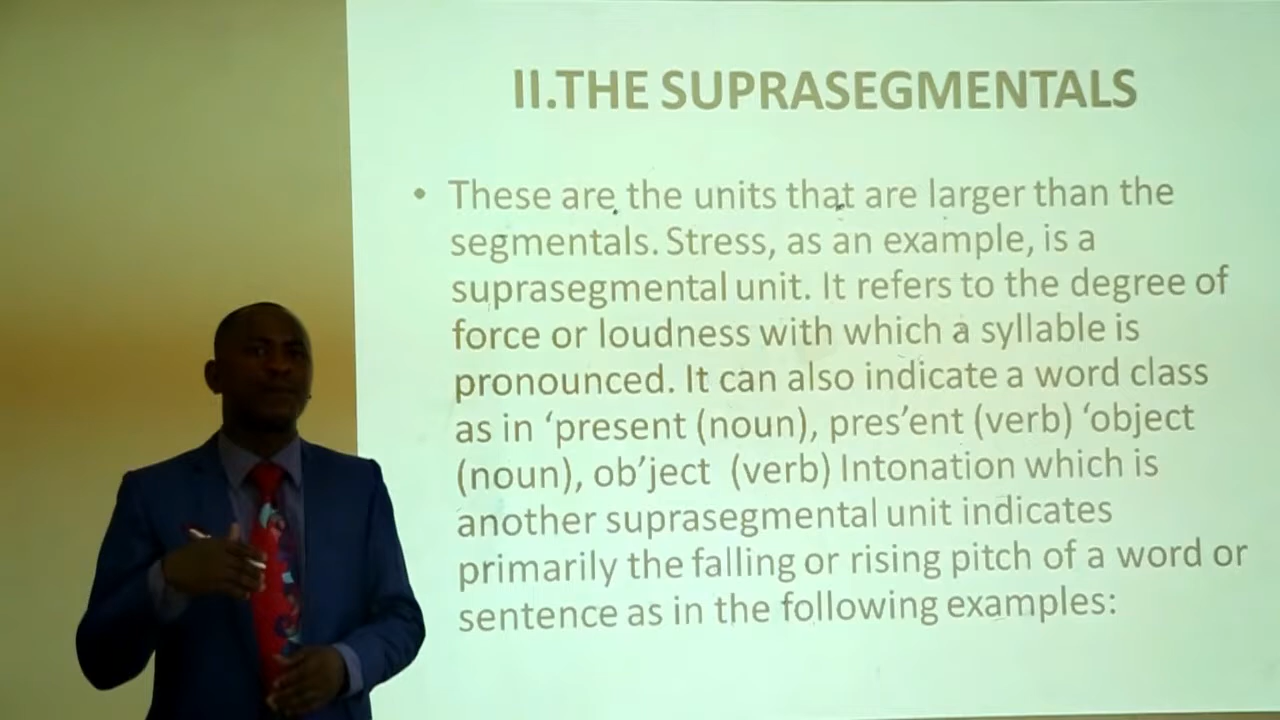 II.THE SUPRASEGMENTALS
• These are the units that are larger than the
segmentals. Stress, as an example, is a
suprasegmental unit. It refers to the degree of
force or loudness with which a syllable is
pronounced. It can also indicate a word class
as in ‘present (noun), pres’ent (verb) ‘object
(noun), ob’ject (verb) Intonation which is
another suprasegmental unit indicates
primarily the falling or rising pitch of a word or
sentence as in the following examples: